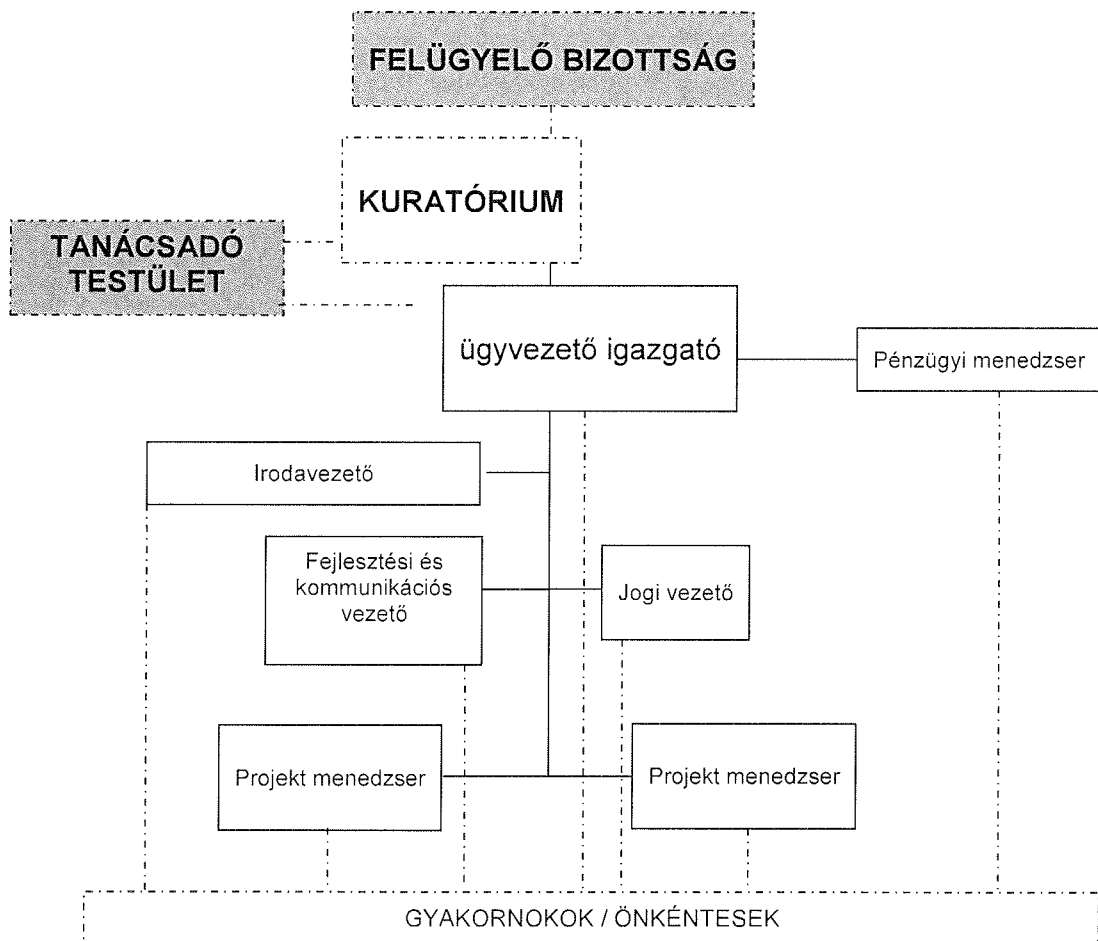 FELÜGYELŐ BIZOTTSÁG
KURATÓRIUM
TANÁCSADÓ
TESTÜLET
ügyvezető igazgató
Pénzügyi menedzser
Irodavezető
Fejlesztési és
kommunikációs
vezető
Jogi vezető
Projekt menedzser
Projekt menedzser
GYAKORNOKOK / ÖNKÉNTESEK